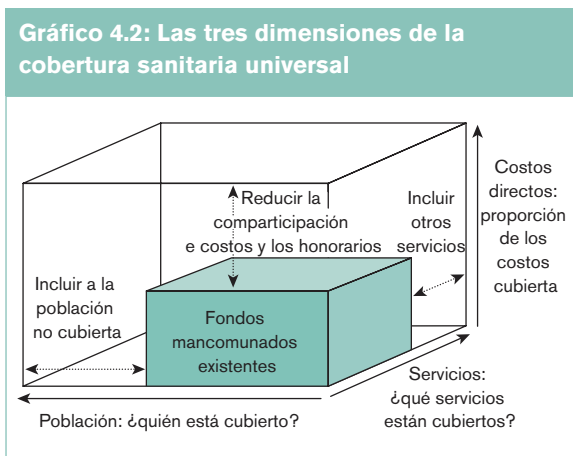 Gráfico 4.2: Las tres dimensiones de la
cobertura sanitaria universal
Costos
directos:
proporción
de los
costos
cubierta
Reducir la
comparticipación
e costos y los honorarios
Incluir
otros
servicios
Incluir a la
población
no cubierta
Fondos
mancomunados
existentes
Servicios:
¿qué servicios
están cubiertos?
Población: ¿quién está cubierto?